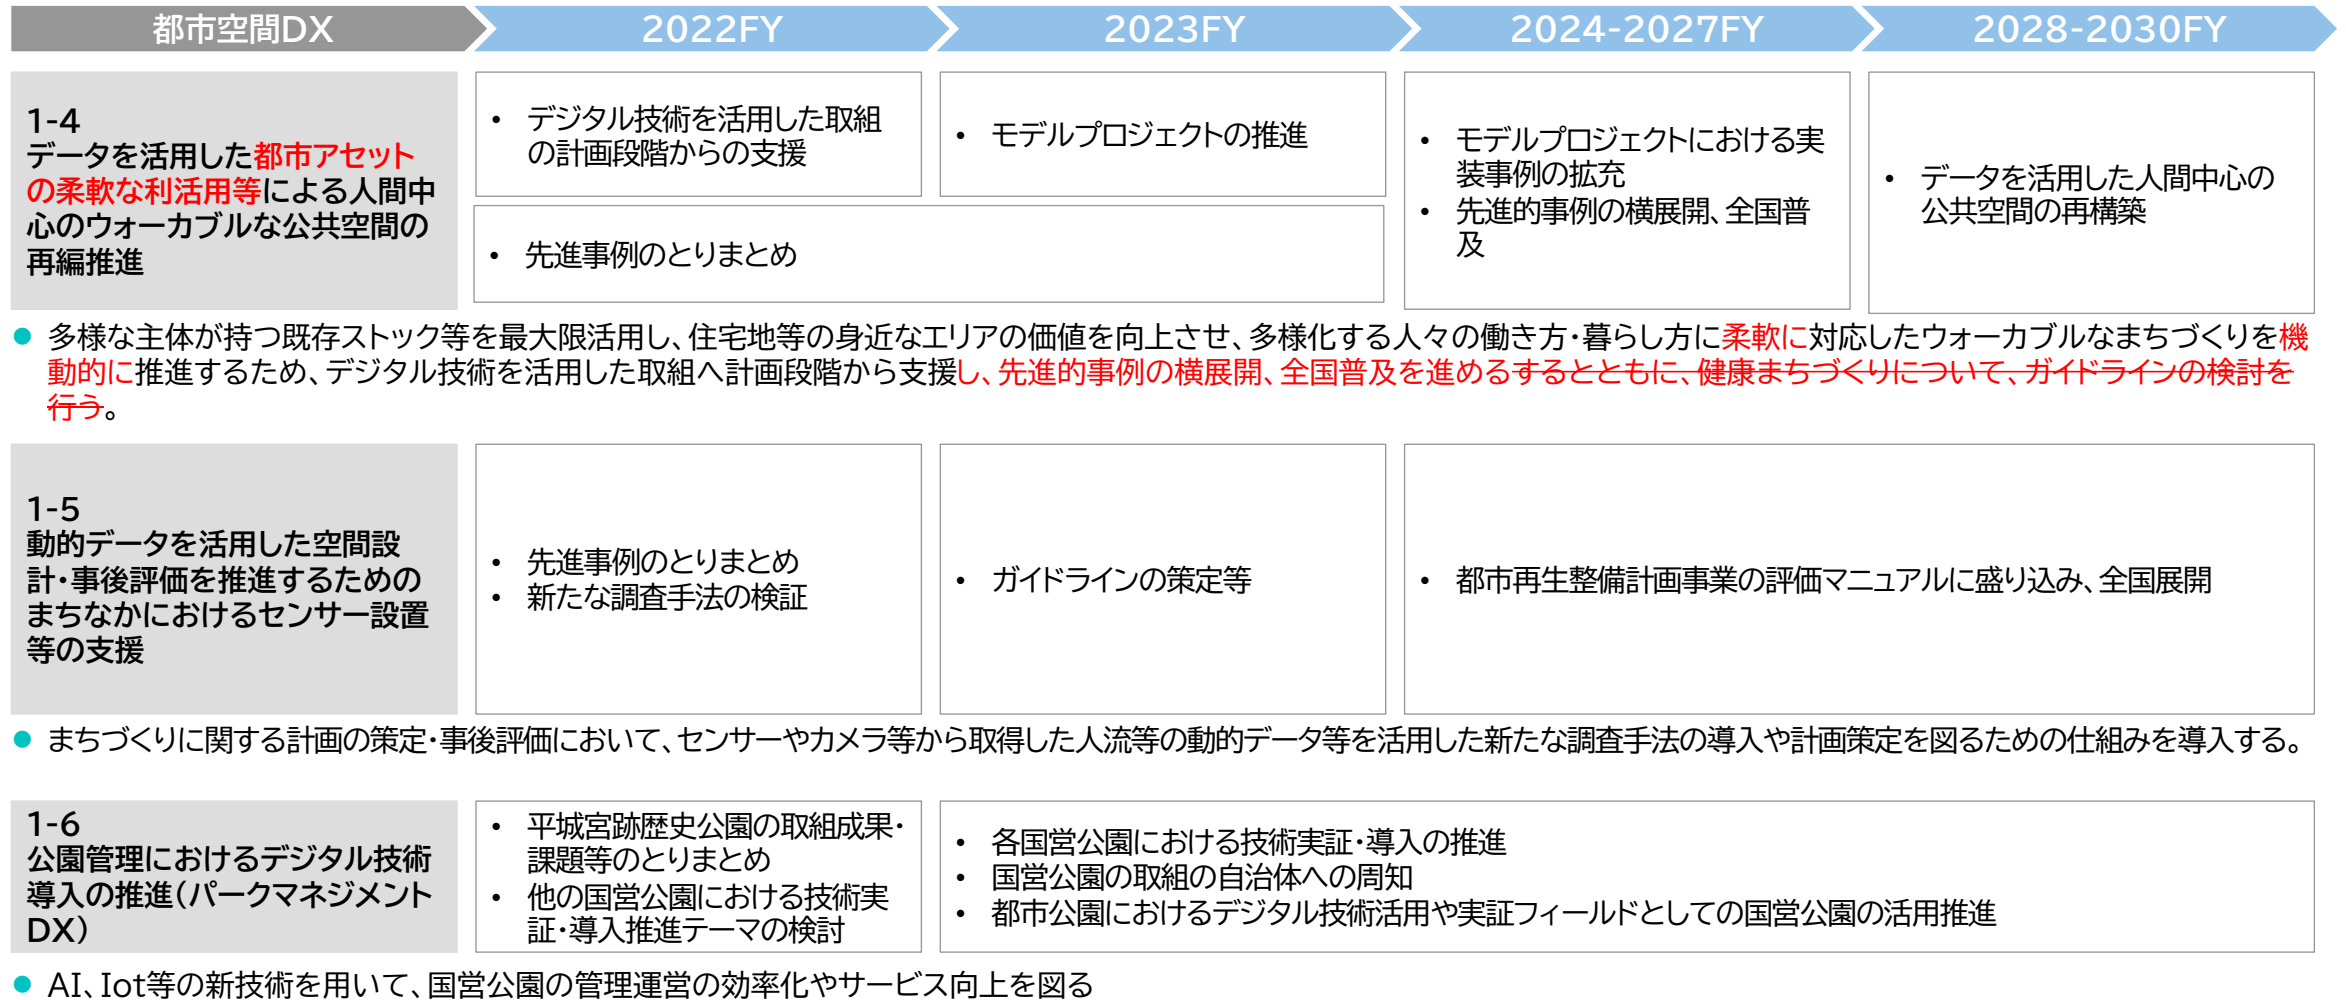 都市空間DX
2022FY
2023FY
2024-2027FY
2028-2030FY
1-4
データを活用した都市アセット
の柔軟な利活用等による人間中
心のウォーカブルな公共空間の
再編推進
• デジタル技術を活用した取組
の計画段階からの支援
• モデルプロジェクトの推進
• 先進事例のとりまとめ
• モデルプロジェクトにおける実
装事例の拡充
• 先進的事例の横展開、全国普
及
• データを活用した人間中心の
公共空間の再構築
● 多様な主体が持つ既存ストック等を最大限活用し、住宅地等の身近なエリアの価値を向上させ、多様化する人々の働き方・暮らし方に柔軟に対応したウォーカブルなまちづくりを機
動的に推進するため、デジタル技術を活用した取組へ計画段階から支援し、先進的事例の横展開、全国普及を進めるするとともに、健康まちづくりについて、ガイドラインの検討を
行う。
1-5
動的データを活用した空間設
計・事後評価を推進するための
まちなかにおけるセンサー設置
等の支援
• 先進事例のとりまとめ
• 新たな調査手法の検証
• ガイドラインの策定等
• 都市再生整備計画事業の評価マニュアルに盛り込み、全国展開
● まちづくりに関する計画の策定・事後評価において、センサーやカメラ等から取得した人流等の動的データ等を活用した新たな調査手法の導入や計画策定を図るための仕組みを導入する。
1-6
公園管理におけるデジタル技術
導入の推進（パークマネジメント
DX）
• 平城宮跡歴史公園の取組成果・
課題等のとりまとめ
• 他の国営公園における技術実
証・導入推進テーマの検討
• 各国営公園における技術実証・導入の推進
• 国営公園の取組の自治体への周知
• 都市公園におけるデジタル技術活用や実証フィールドとしての国営公園の活用推進
● AI、Iot等の新技術を用いて、国営公園の管理運営の効率化やサービス向上を図る